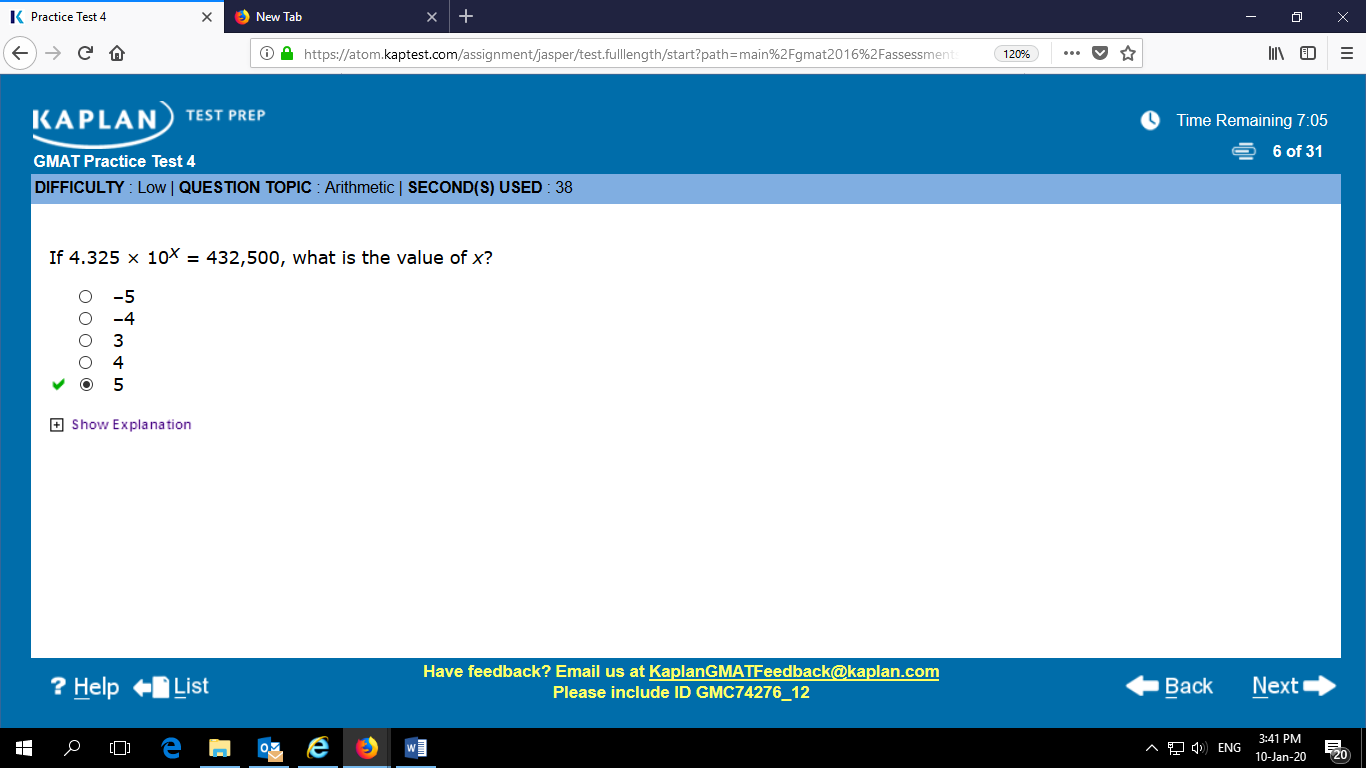 Practice Test 4
New Tab
https://atom.kaptest.com/assignment/jasper/test.fulllength/start?path=main%2Fgmat2016%2Fassessment
120%
KAPLAN TEST PREP
Time Remaining 7:05
6 of 31
GMAT Practice Test 4
DIFFICULTY : Low | QUESTION TOPIC : Arithmetic | SECOND(S) USED : 38
If 4.325 × 10^x = 432,500, what is the value of x?
–5
–4
3
4
5
Show Explanation
Have feedback? Email us at KaplanGMATFeedback@kaplan.com
Please include ID GMC74276_12
? Help
List
Back
Next
ENG
3:41 PM
10-Jan-20
20